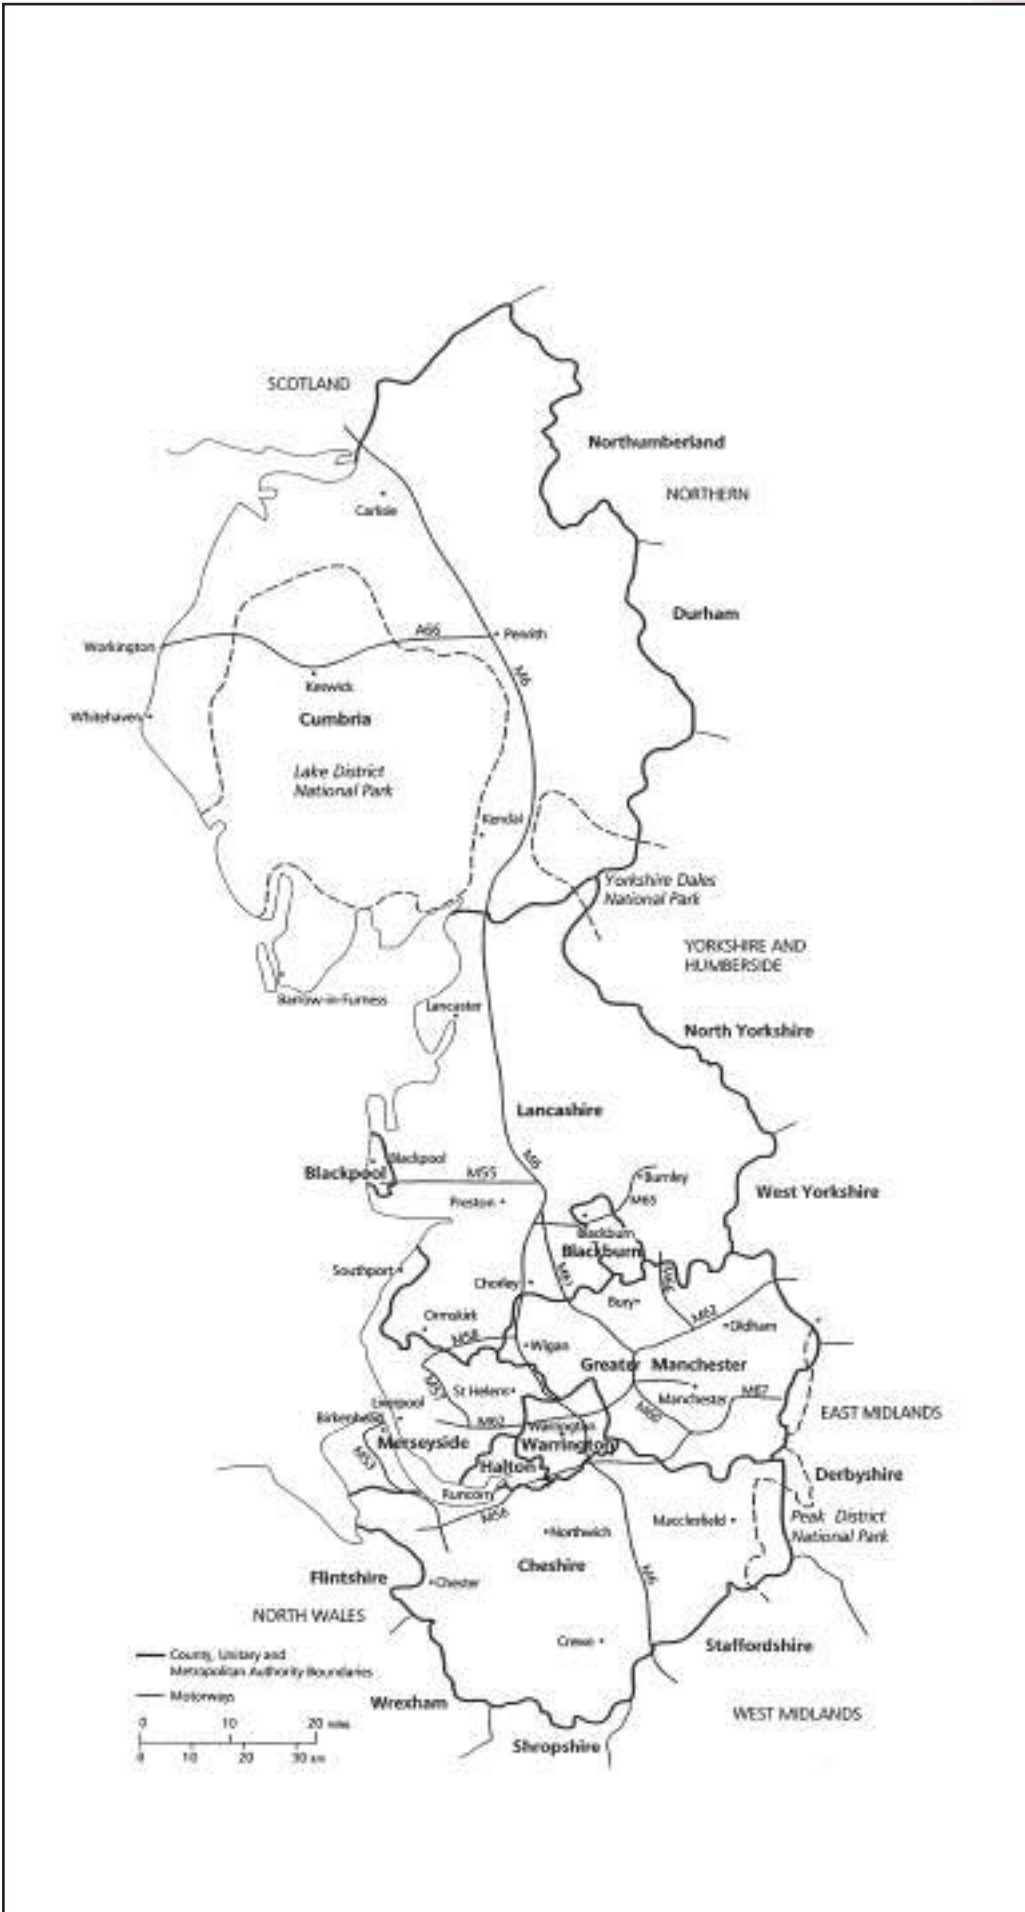 SCOTLAND
Northumberland
NORTHERN
Carlisle
Durham
A66
Penrith
Workington
M6
Keswick
Whitehaven
Cumbria
Lake District
National Park
Kendal
Yorkshire Dales
National Park
YORKSHIRE AND
HUMBERSIDE
Barrow-in-Furness
Lancaster
North Yorkshire
Lancashire
Blackpool
Blackpool
M55
M6
Burnley
M65
West Yorkshire
Preston
Blackburn
Blackburn
Southport
Chorley
M61
M66
Bury
M62
Ormskirk
Oldham
M58
Wigan
Greater Manchester
M57
St Helens
Manchester
M67
Liverpool
M60
Birkenhead
M62
Warrington
EAST MIDLANDS
Merseyside
Warrington
M53
Halton
Derbyshire
Runcorn
M56
Macclesfield
Peak District
National Park
Northwich
Cheshire
M6
Flintshire
Chester
NORTH WALES
Crewe
Staffordshire
County, Unitary and
Metropolitan Authority Boundaries
Motorways
Wrexham
WEST MIDLANDS
0 10 20 miles
Shropshire
0 10 20 30 km